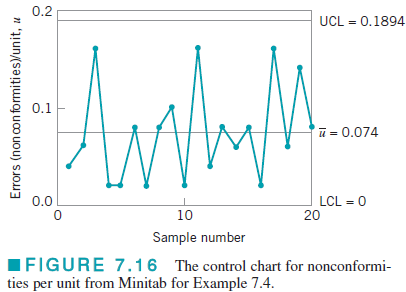 0.2
UCL = 0.1894
Errors (nonconformities)/unit, u
0.1
u̅ = 0.074
0.0
LCL = 0
0
10
20
Sample number
FIGURE 7.16 The control chart for nonconformi-
ties per unit from Minitab for Example 7.4.